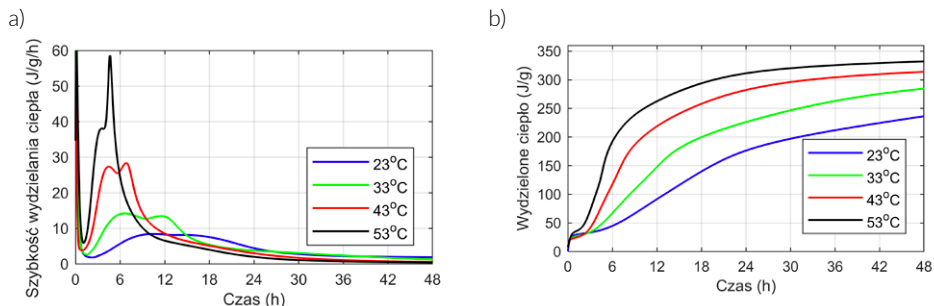 a)
Szybkość wydzielania ciepła (J/g/h)
60
50
40
30
20
10
0
23°C
33°C
43°C
53°C
0 6 12 18 24 30 36 42 48
Czas (h)
b)
Wydzielone ciepło (J/g)
350
300
250
200
150
100
50
0
23°C
33°C
43°C
53°C
0 6 12 18 24 30 36 42 48
Czas (h)